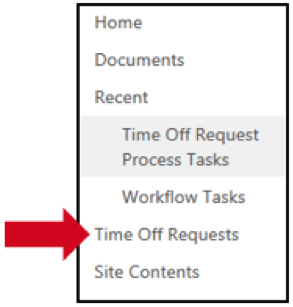 Home
Documents
Recent
Time Off Request
Process Tasks
Workflow Tasks
Time Off Requests
Site Contents